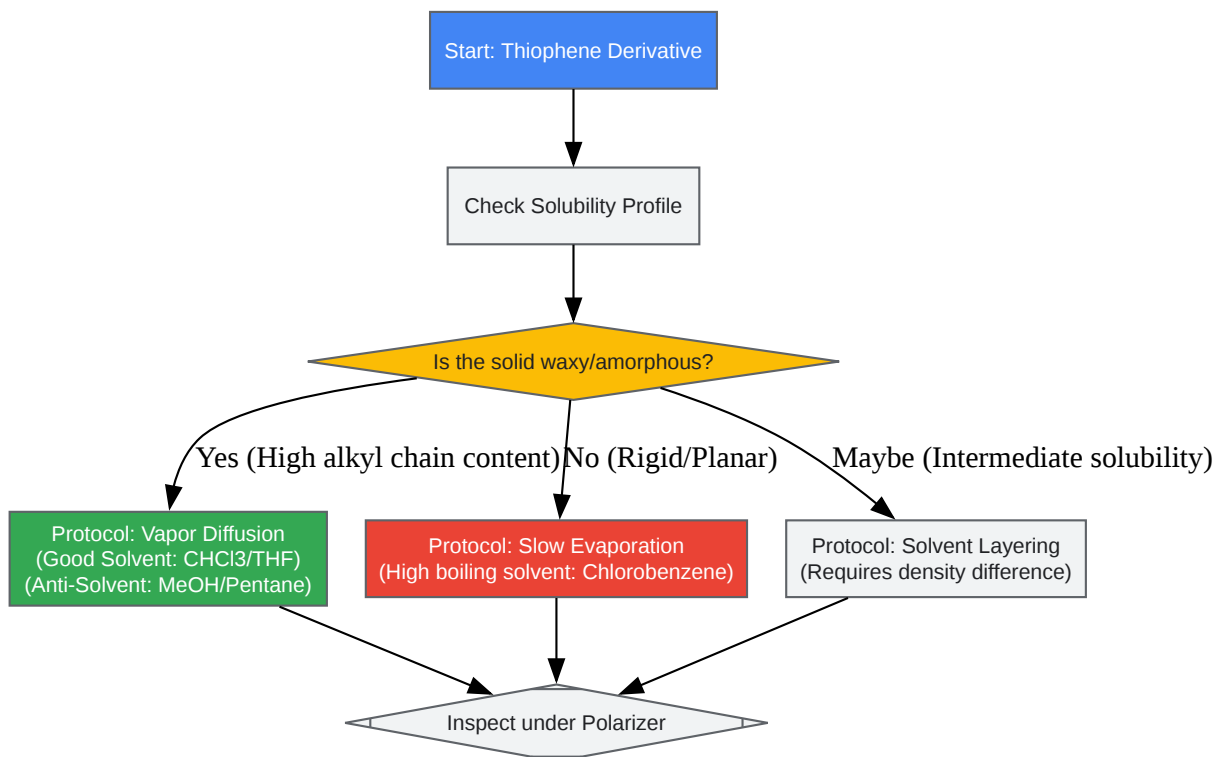 Start: Thiophene Derivative
Check Solubility Profile
Is the solid waxy/amorphous?
Yes (High alkyl chain content)
No (Rigid/Planar)
Maybe (Intermediate solubility)
Protocol: Vapor Diffusion
(Good Solvent: CHCl3/THF)
(Anti-Solvent: MeOH/Pentane)
Protocol: Slow Evaporation
(High boiling solvent: Chlorobenzene)
Protocol: Solvent Layering
(Requires density difference)
Inspect under Polarizer